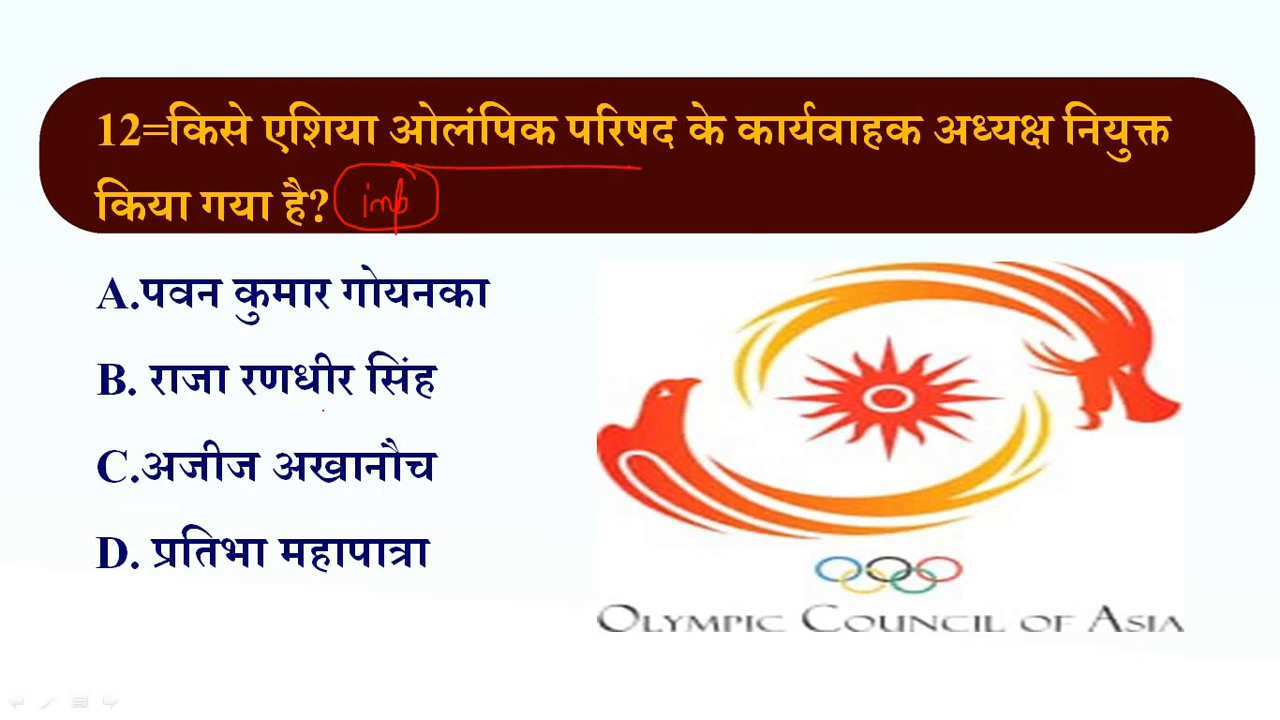 12=किसे एशिया ओलंपिक परिषद के कार्यवाहक अध्यक्ष नियुक्त
किया गया है? imp
A.पवन कुमार गोयनका
B. राजा रणधीर सिंह
C.अजीज अखानौच
D. प्रतिभा महापात्रा
OLYMPIC COUNCIL OF ASIA